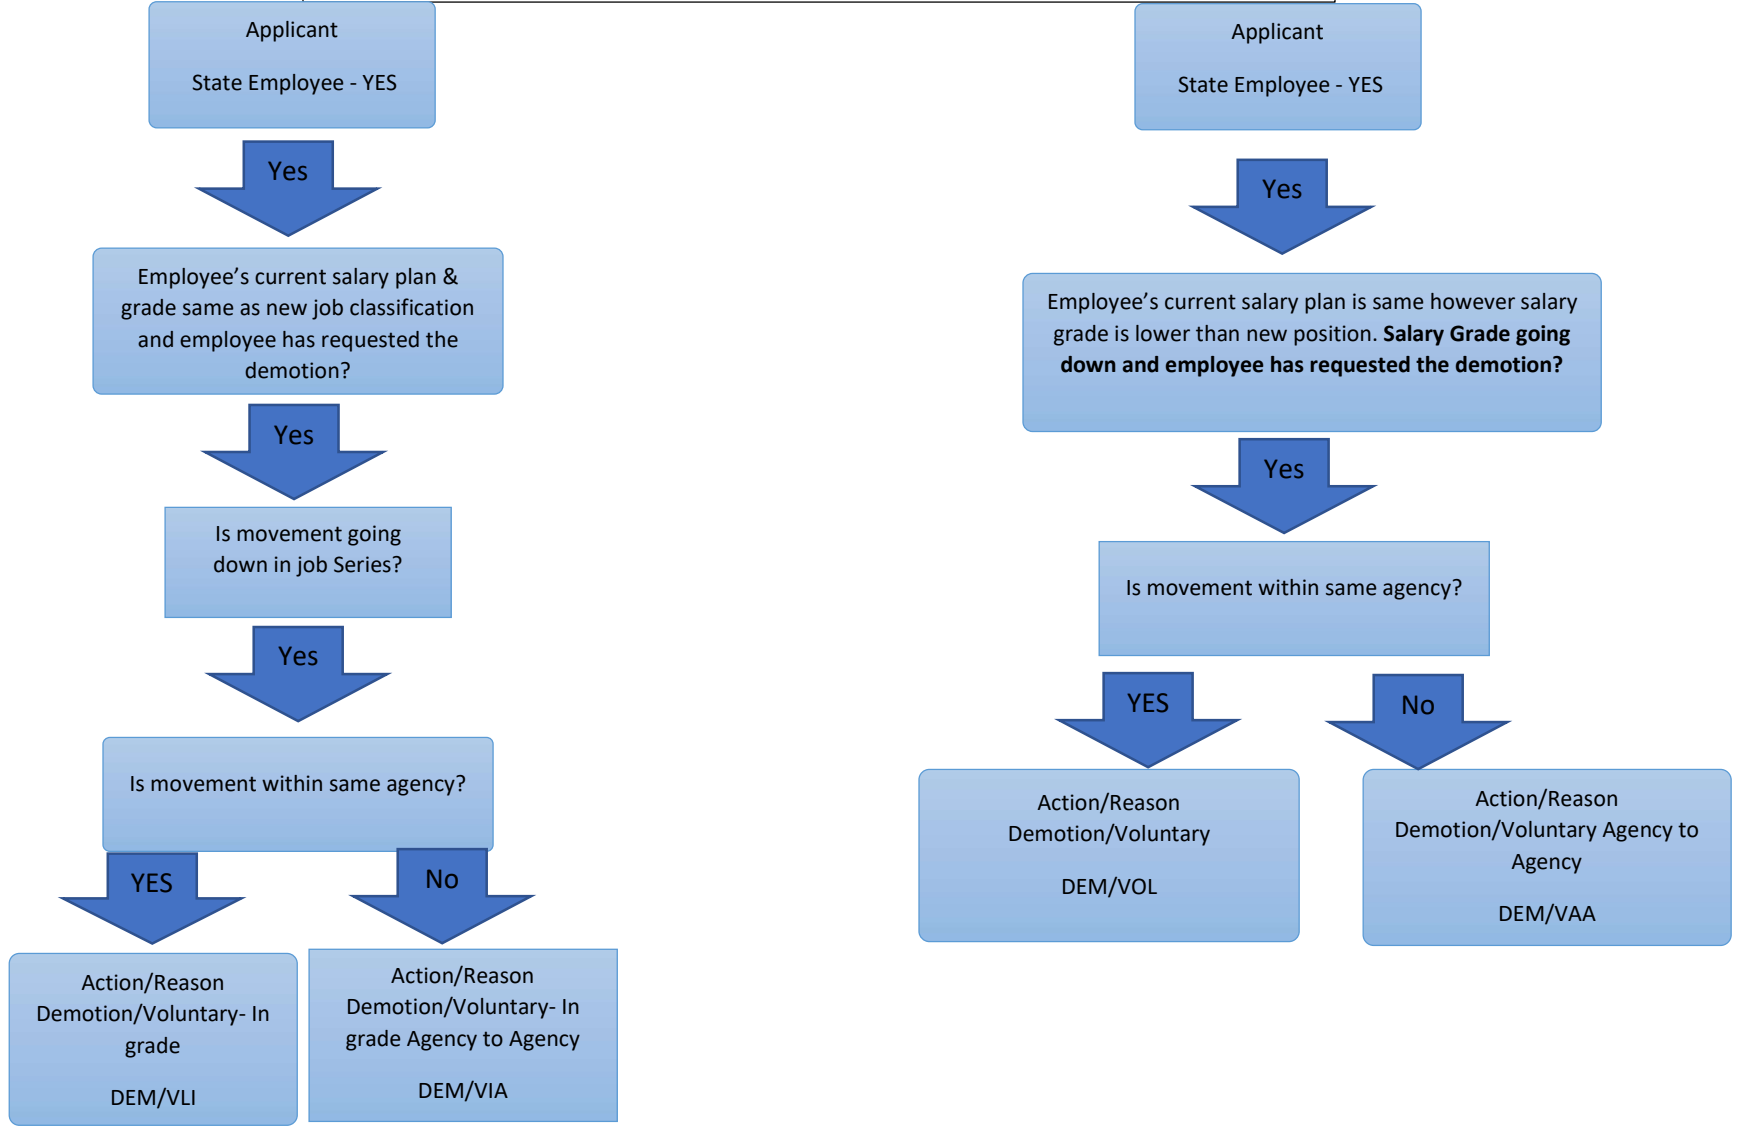 Applicant
State Employee - YES
Yes
Employee’s current salary plan &
grade same as new job classification
and employee has requested the
demotion?
Yes
Is movement going
down in job Series?
Yes
Is movement within same agency?
YES
No
Action/Reason
Demotion/Voluntary- In
grade
DEM/VLI
Action/Reason
Demotion/Voluntary- In
grade Agency to Agency
DEM/VIA
Applicant
State Employee - YES
Yes
Employee’s current salary plan is same however salary
grade is lower than new position. Salary Grade going
down and employee has requested the demotion?
Yes
Is movement within same agency?
YES
No
Action/Reason
Demotion/Voluntary
DEM/VOL
Action/Reason
Demotion/Voluntary Agency to
Agency
DEM/VAA